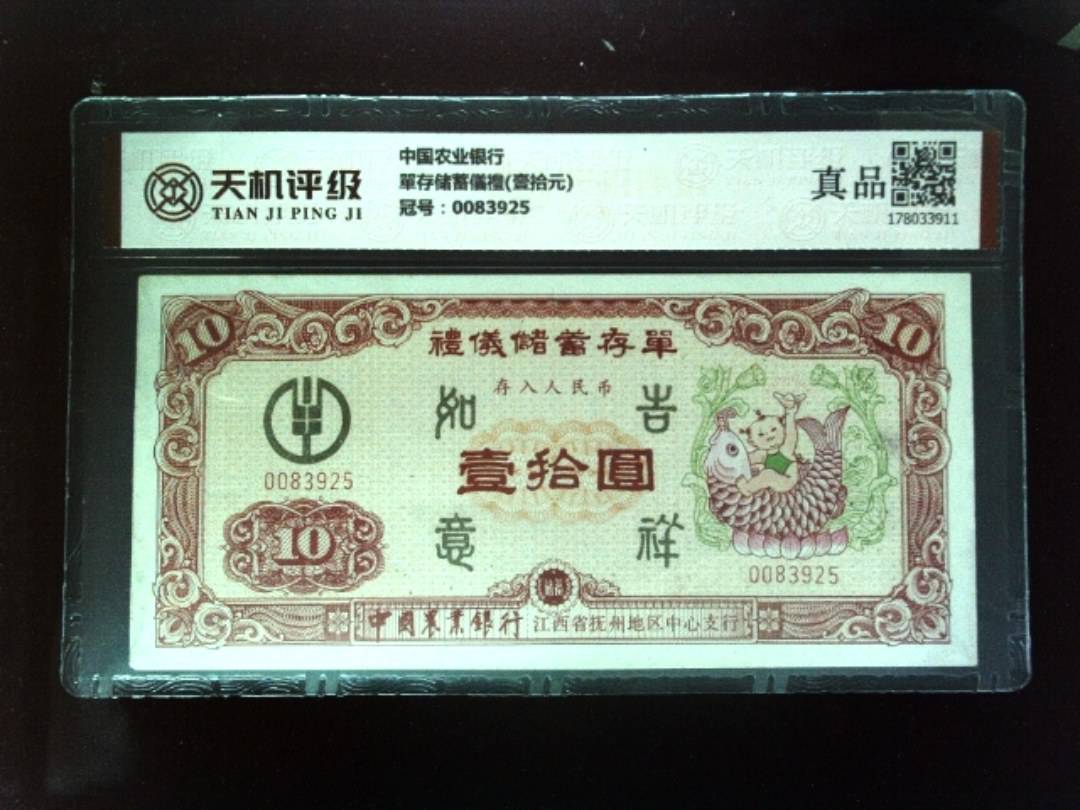 天机评级
TIAN JI PING JI
中国农业银行
單存储蓄儀禮(壹拾元)
冠号：0083925
真品
178033911
10
10
禮儀儲蓄存單
存入人民币
如
吉
壹拾圓
意
祥
0083925
10
0083925
中國農業銀行 江西省抚州地区中心支行